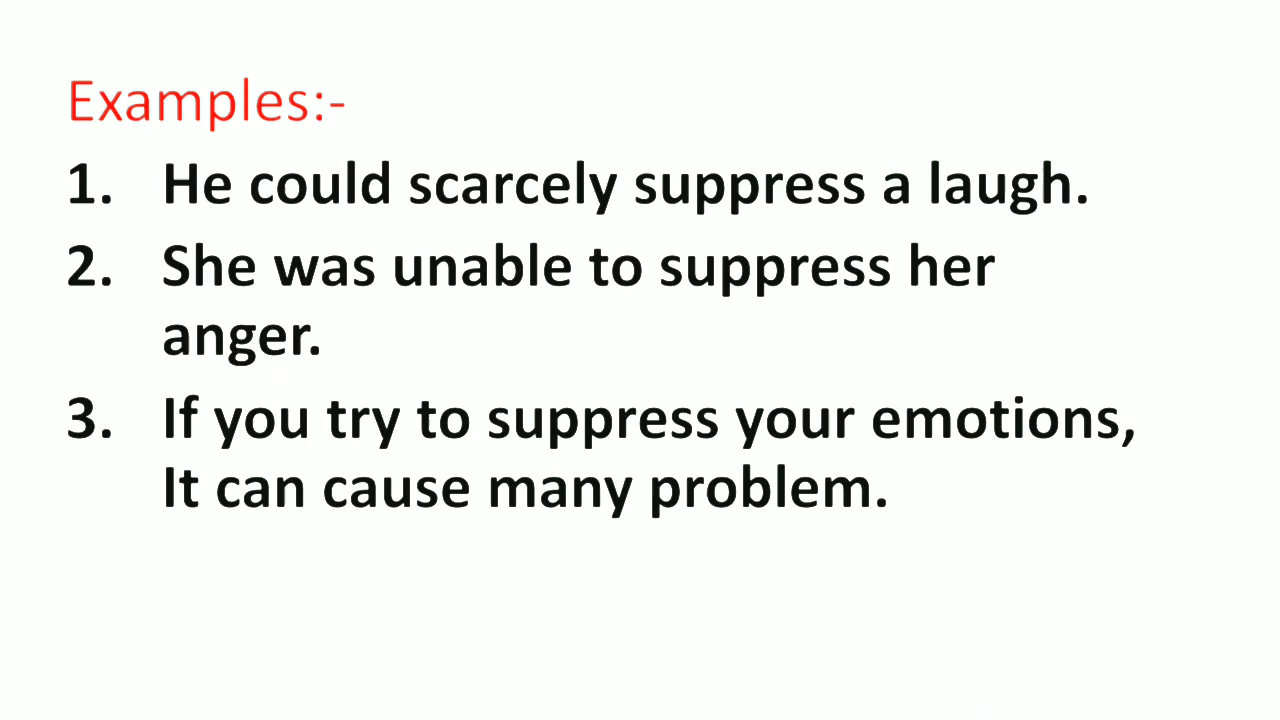 Examples:-
1. He could scarcely suppress a laugh.
2. She was unable to suppress her
anger.
3. If you try to suppress your emotions,
It can cause many problem.